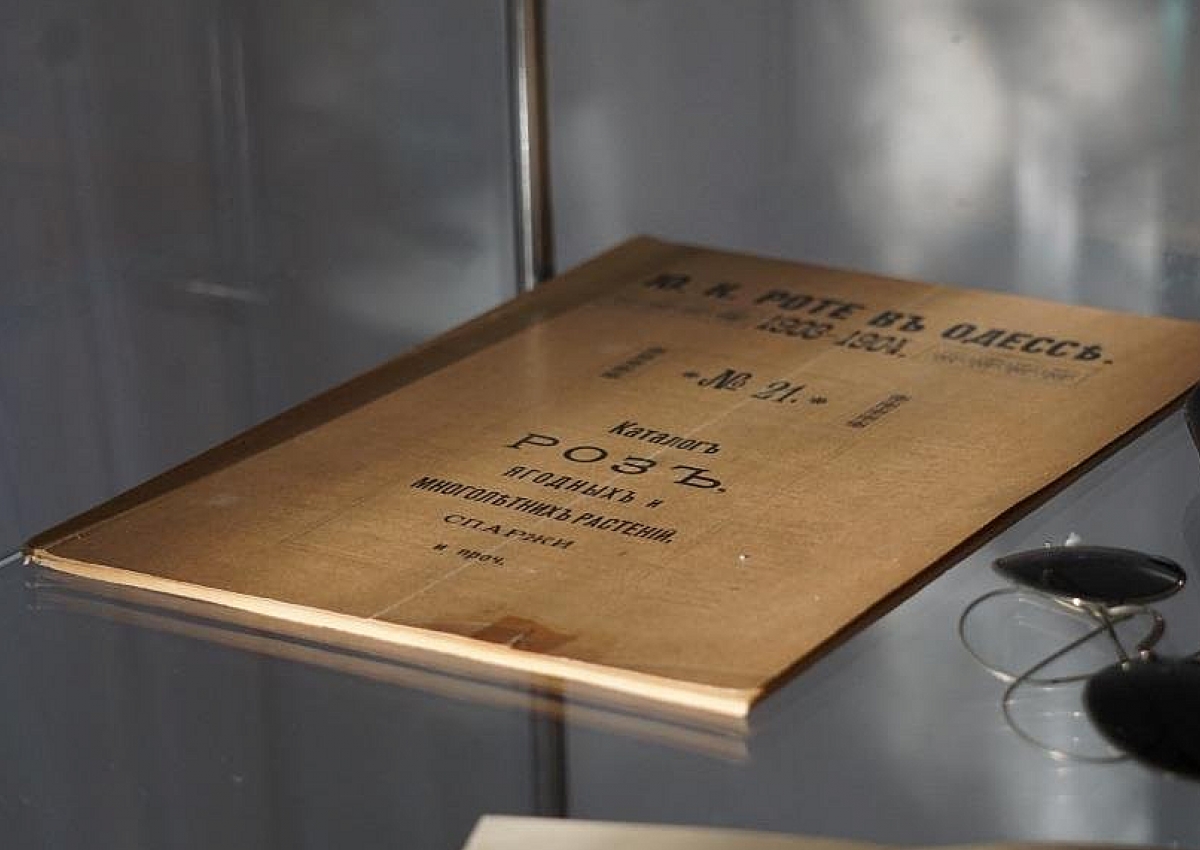 Ю. К. РОТЕ ВЪ ОДЕССѢ.
1903-1904.
* № 21. *
Каталогъ
РОЗЪ,
ЯГОДНЫХЪ и
МНОГОЛѢТНИХЪ РАСТЕНІЙ,
СПАРЖИ
и проч.